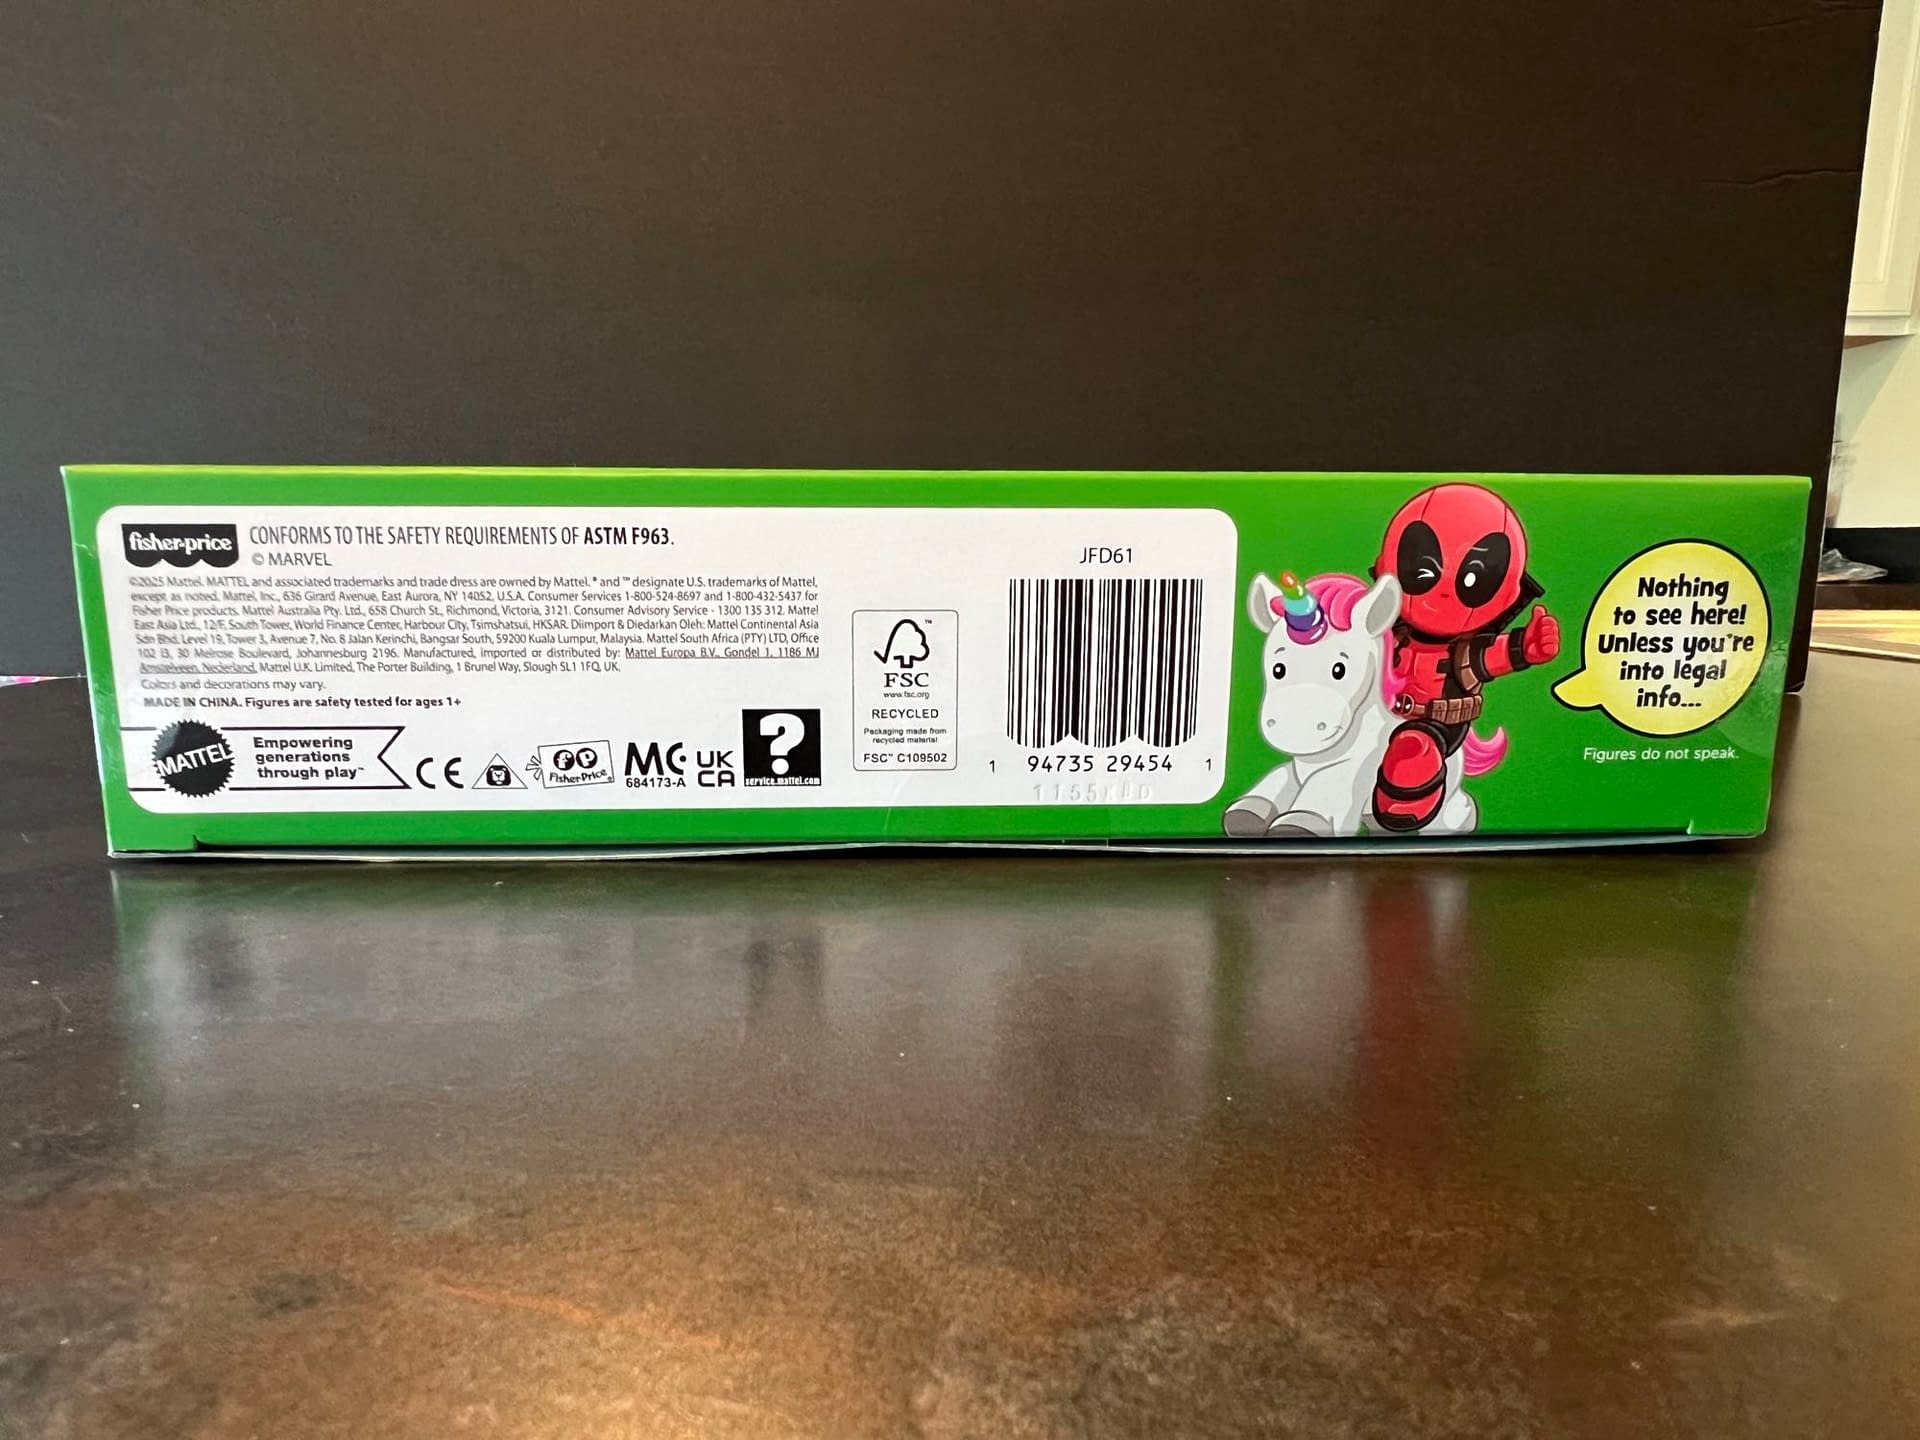 fisher-price
CONFORMS TO THE SAFETY REQUIREMENTS OF ASTM F963.
© MARVEL
©2025 Mattel. MATTEL and associated trademarks and trade dress are owned by Mattel. ® and ™ designate U.S. trademarks of Mattel,
except as noted. Mattel, Inc., 636 Girard Avenue, East Aurora, NY 14052, U.S.A. Consumer Services 1-800-524-8697 and 1-800-432-5437 for
Fisher Price products. Mattel Australia Pty. Ltd., 658 Church St., Richmond, Victoria, 3121. Consumer Advisory Service - 1300 135 312. Mattel
East Asia Ltd., 12/F, South Tower, World Finance Center, Harbour City, Tsimshatsui, HKSAR. Diimport & Diedarkan Oleh: Mattel Continental Asia
Sdn Bhd. Level 19, Tower 3, Avenue 7, No. 8 Jalan Kerinchi, Bangsar South, 59200 Kuala Lumpur, Malaysia. Mattel South Africa (PTY) LTD, Office
102 I3, 30 Melrose Boulevard, Johannesburg 2196. Manufactured, imported or distributed by: Mattel Europa B.V., Gondel 1, 1186 MJ
Amstelveen, Nederland. Mattel U.K. Limited, The Porter Building, 1 Brunel Way, Slough SL1 1FQ, UK.
Colors and decorations may vary.
MADE IN CHINA. Figures are safety tested for ages 1+
MATTEL
Empowering
generations
through play™
CE
FP
Fisher-Price
MC
684173-A
UK
CA
?
service.mattel.com
FSC
www.fsc.org
RECYCLED
Packaging made from
recycled material
FSC™ C109502
JFD61
1 94735 29454 1
Nothing
to see here!
Unless you're
into legal
info...
Figures do not speak.